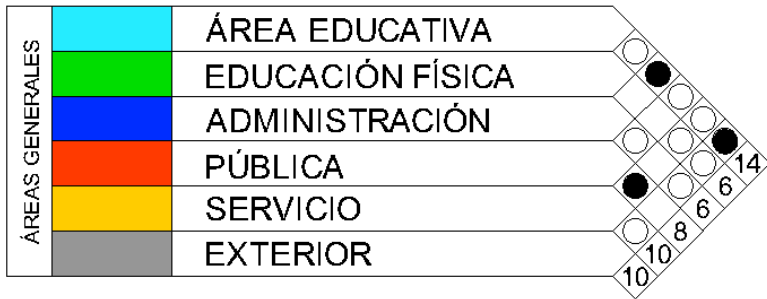 ÁREAS GENERALES
ÁREA EDUCATIVA
EDUCACIÓN FÍSICA
ADMINISTRACIÓN
PÚBLICA
SERVICIO
EXTERIOR
14
6
6
8
10
10